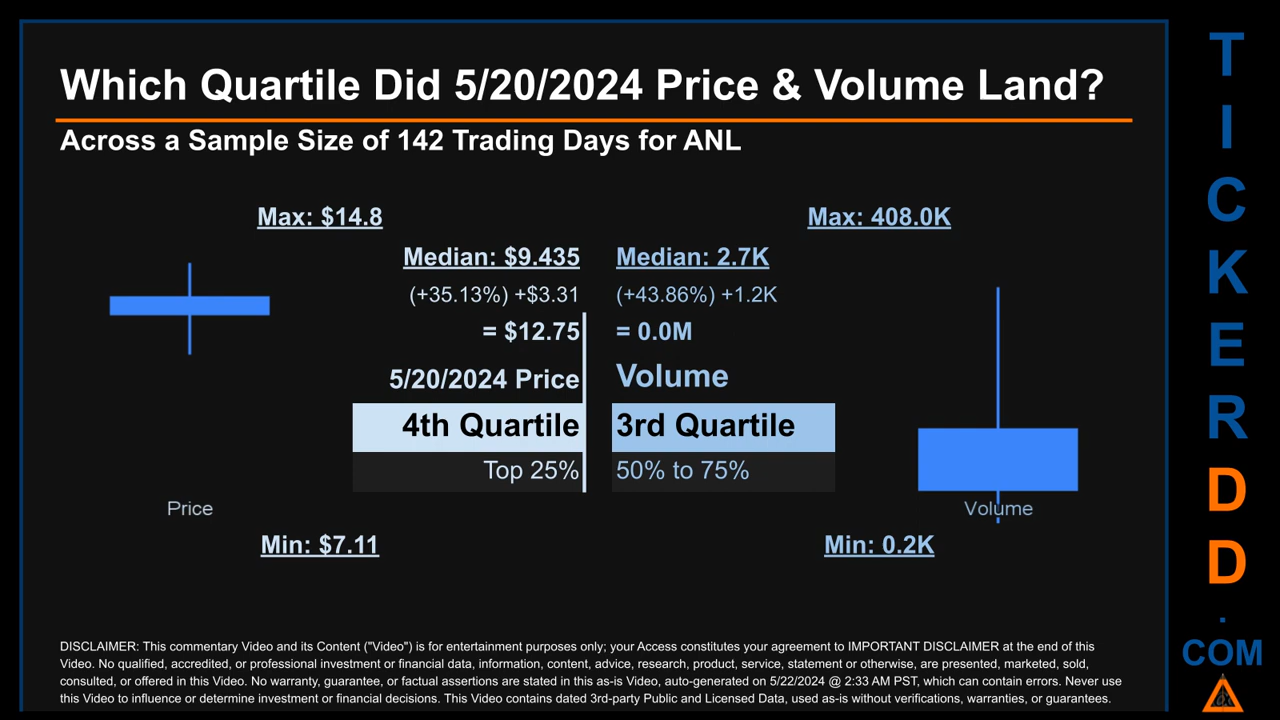 Which Quartile Did 5/20/2024 Price & Volume Land?
Across a Sample Size of 142 Trading Days for ANL
Max: $14.8
Max: 408.0K
Median: $9.435
Median: 2.7K
(+35.13%) +$3.31
(+43.86%) +1.2K
= $12.75
= 0.0M
5/20/2024 Price
Volume
4th Quartile
3rd Quartile
Top 25%
50% to 75%
Price
Volume
Min: $7.11
Min: 0.2K
DISCLAIMER: This commentary Video and its Content ("Video") is for entertainment purposes only; your Access constitutes your agreement to IMPORTANT DISCLAIMER at the end of this
Video. No qualified, accredited, or professional investment or financial data, information, content, advice, research, product, service, statement or otherwise, are presented, marketed, sold,
consulted, or offered in this Video. No warranty, guarantee, or factual assertions are stated in this as-is Video, auto-generated on 5/22/2024 @ 2:33 AM PST, which can contain errors. Never use
this Video to influence or determine investment or financial decisions. This Video contains dated 3rd-party Public and Licensed Data, used as-is without verifications, warranties, or guarantees.
TICKERDD
.
COM